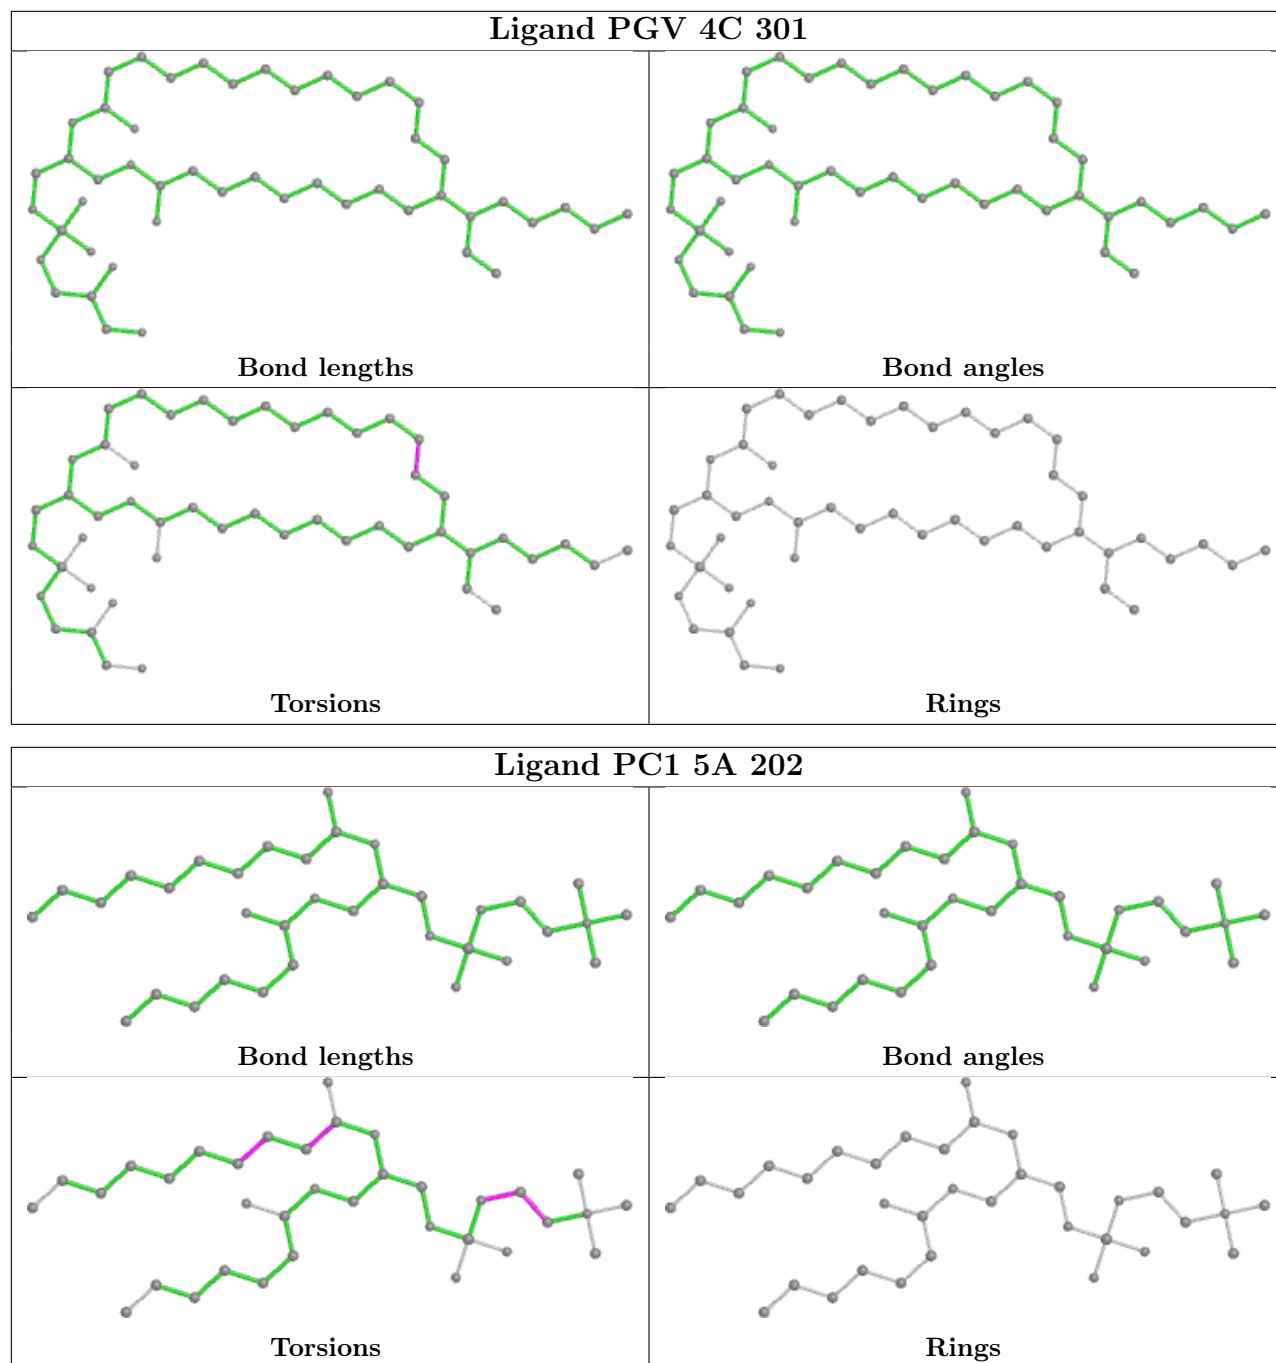 Ligand PGV 4C 301
Bond lengths
Bond angles
Torsions
Rings
Ligand PC1 5A 202
Bond lengths
Bond angles
Torsions
Rings